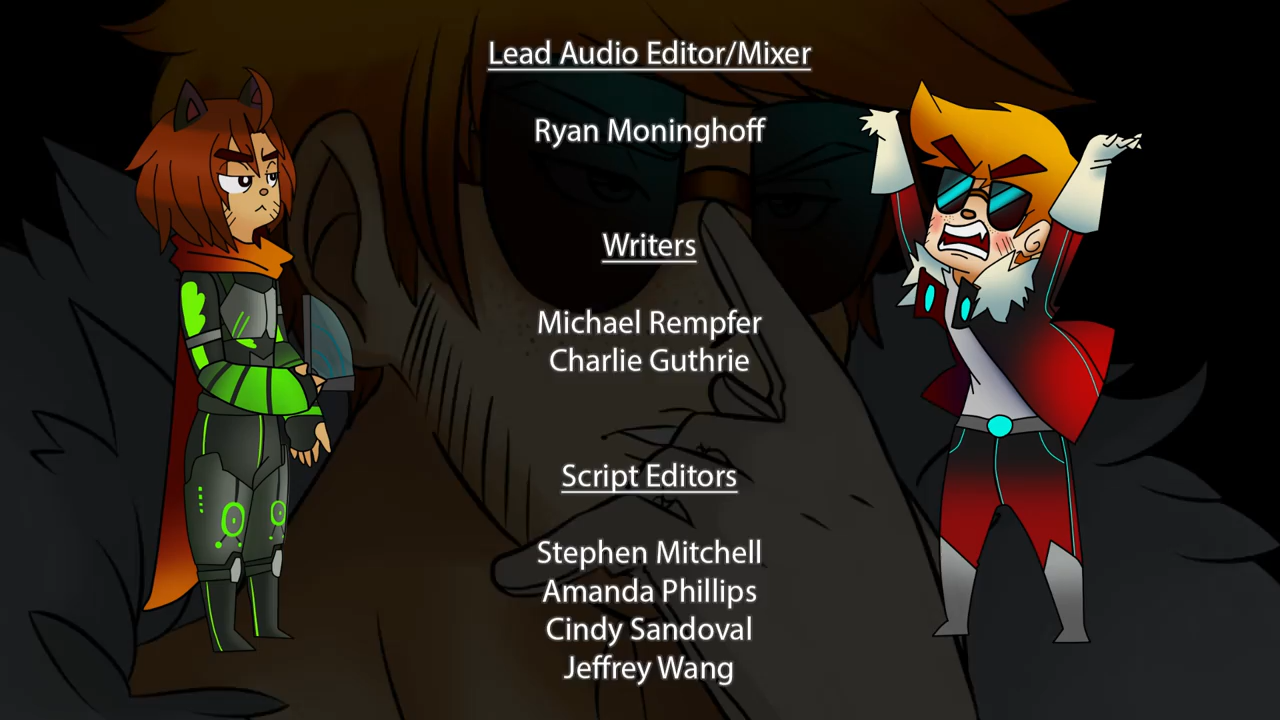 Lead Audio Editor/Mixer
Ryan Moninghoff
Writers
Michael Rempfer
Charlie Guthrie
Script Editors
Stephen Mitchell
Amanda Phillips
Cindy Sandoval
Jeffrey Wang